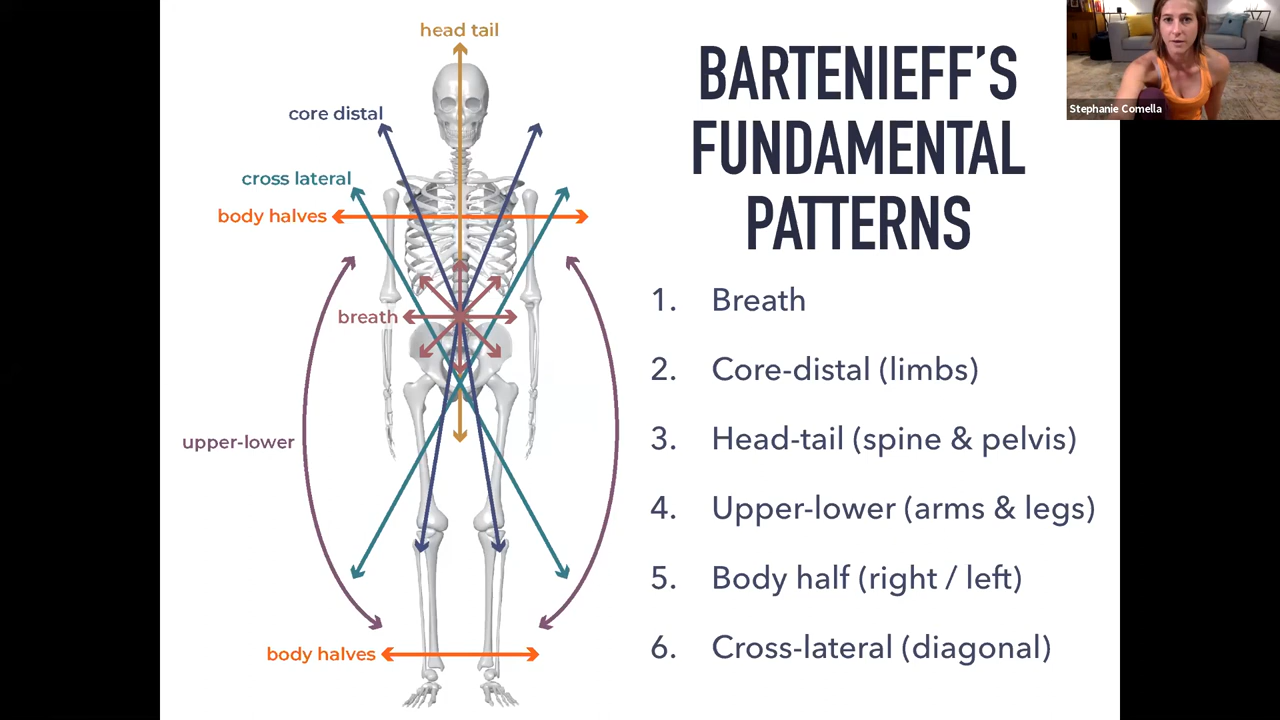 head tail
core distal
cross lateral
body halves
breath
upper-lower
body halves
BARTENIEFF'S
FUNDAMENTAL
PATTERNS
1. Breath
2. Core-distal (limbs)
3. Head-tail (spine & pelvis)
4. Upper-lower (arms & legs)
5. Body half (right / left)
6. Cross-lateral (diagonal)
Stephanie Comella